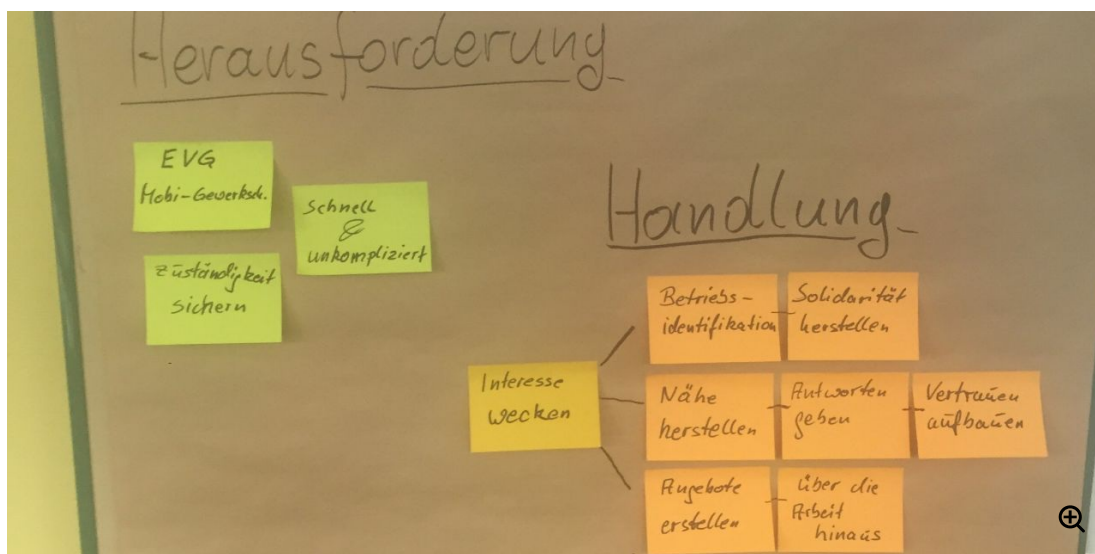 Herausforderung
EVG
Mobi-Gewerksch.
Schnell
&
unkompliziert
Zuständigkeit
sichern
Handlung
Interesse
wecken
Betriebs-
identifikation
Solidarität
herstellen
Nähe
herstellen
Antworten
geben
Vertrauen
aufbauen
Angebote
erstellen
über die
Arbeit
hinaus